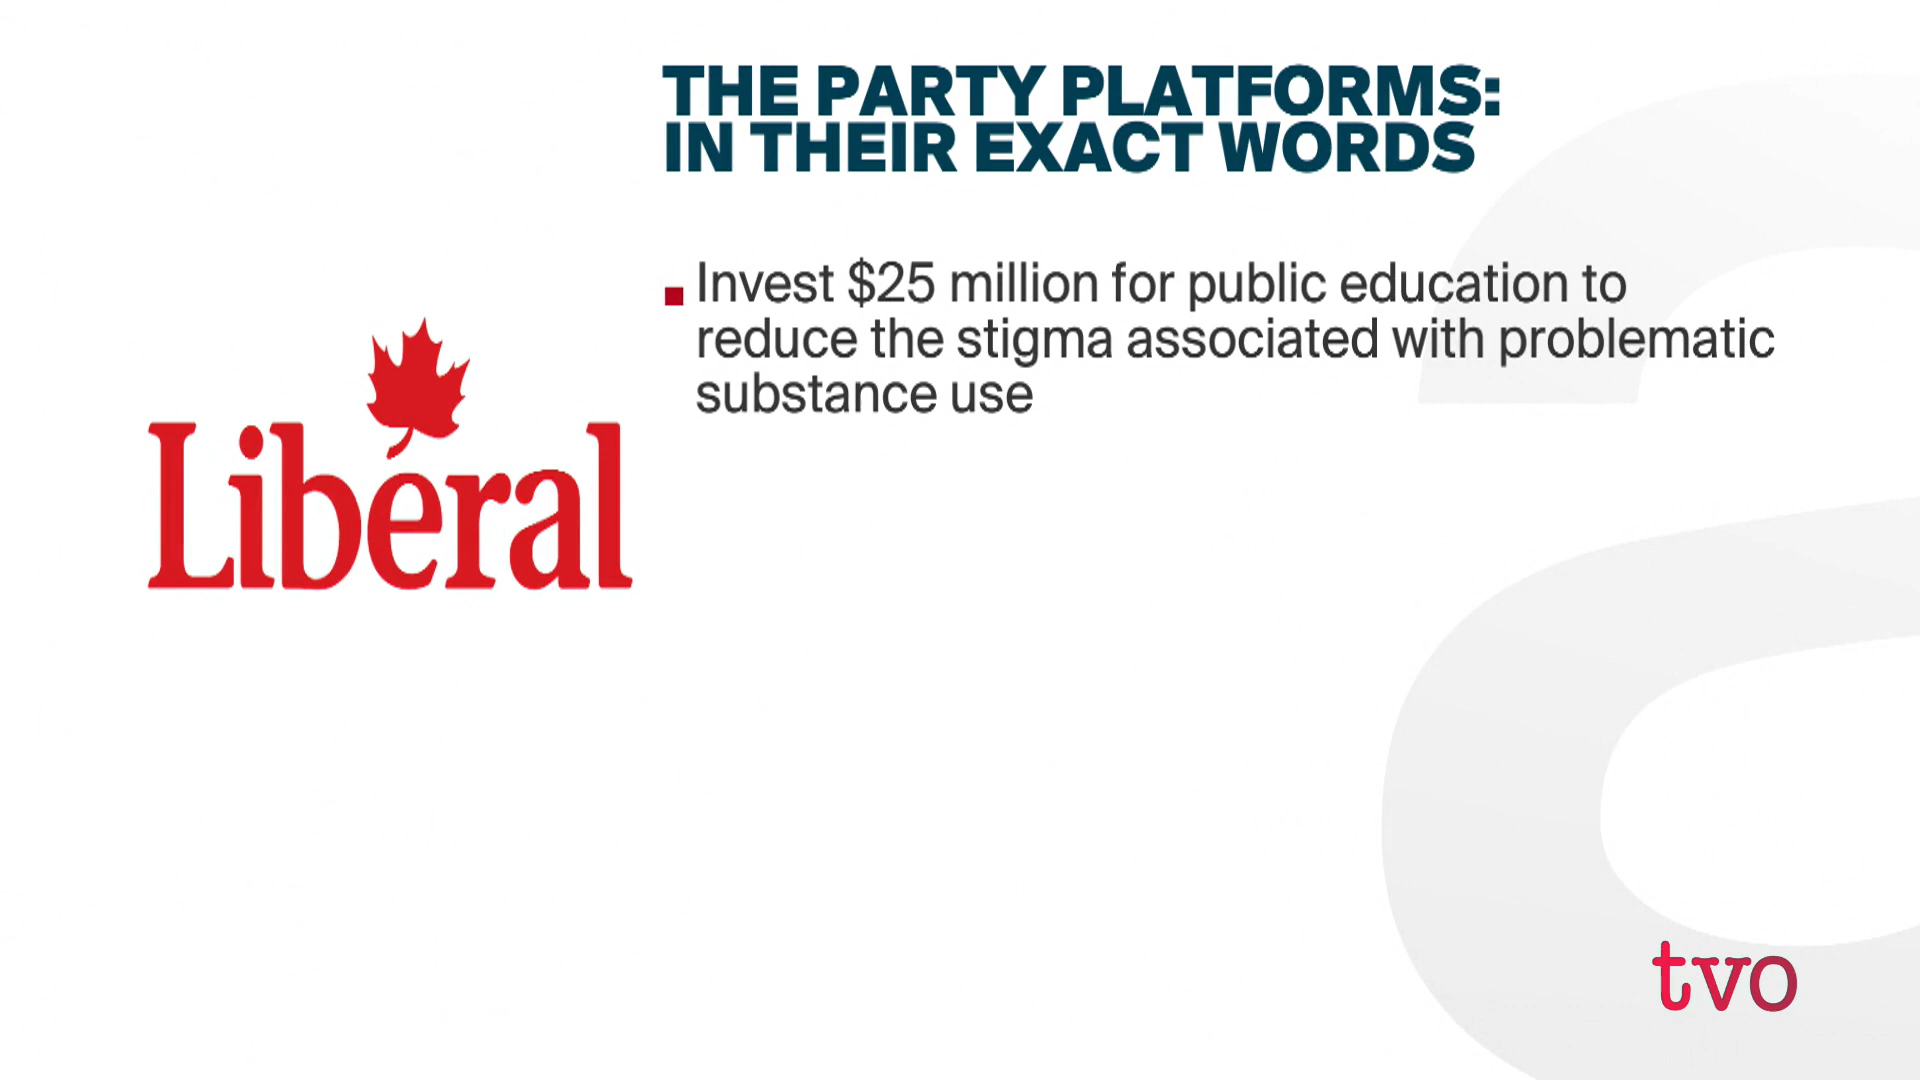 THE PARTY PLATFORMS:
IN THEIR EXACT WORDS
Invest $25 million for public education to
reduce the stigma associated with problematic
substance use
Liberal
tvo